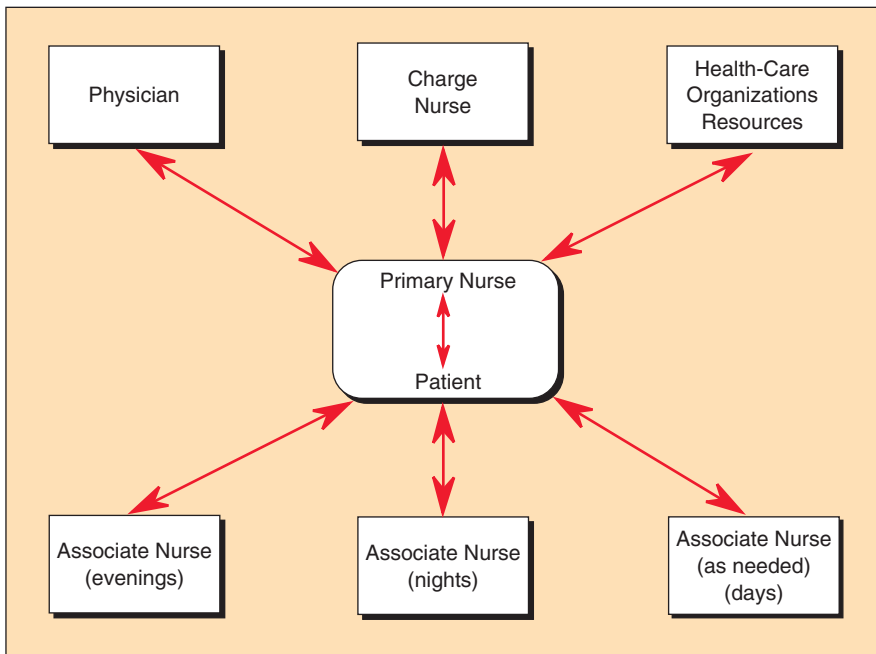 Physician
Charge
Nurse
Health-Care
Organizations
Resources
Primary Nurse
Patient
Associate Nurse
(evenings)
Associate Nurse
(nights)
Associate Nurse
(as needed)
(days)